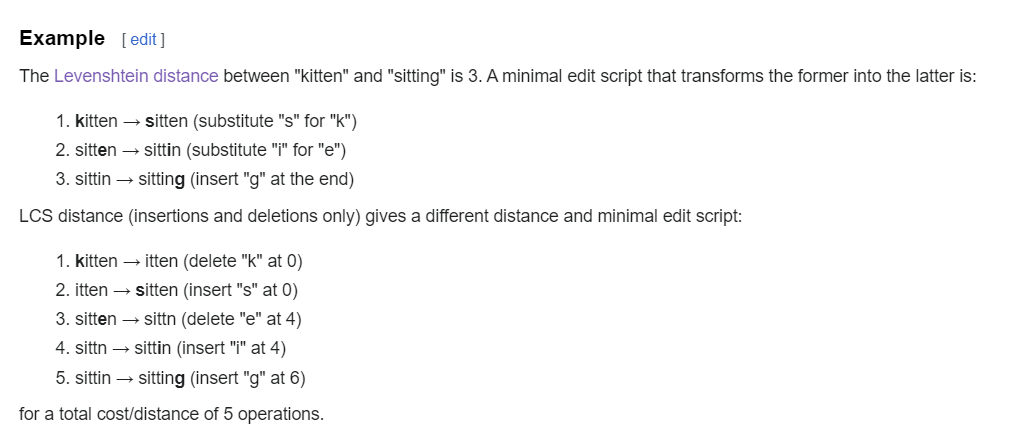 Example [ edit ]
The Levenshtein distance between "kitten" and "sitting" is 3. A minimal edit script that transforms the former into the latter is:
1. kitten → sitten (substitute "s" for "k")
2. sitten → sittin (substitute "i" for "e")
3. sittin → sitting (insert "g" at the end)
LCS distance (insertions and deletions only) gives a different distance and minimal edit script:
1. kitten → itten (delete "k" at 0)
2. itten → sitten (insert "s" at 0)
3. sitten → sittn (delete "e" at 4)
4. sittn → sittin (insert "i" at 4)
5. sittin → sitting (insert "g" at 6)
for a total cost/distance of 5 operations.